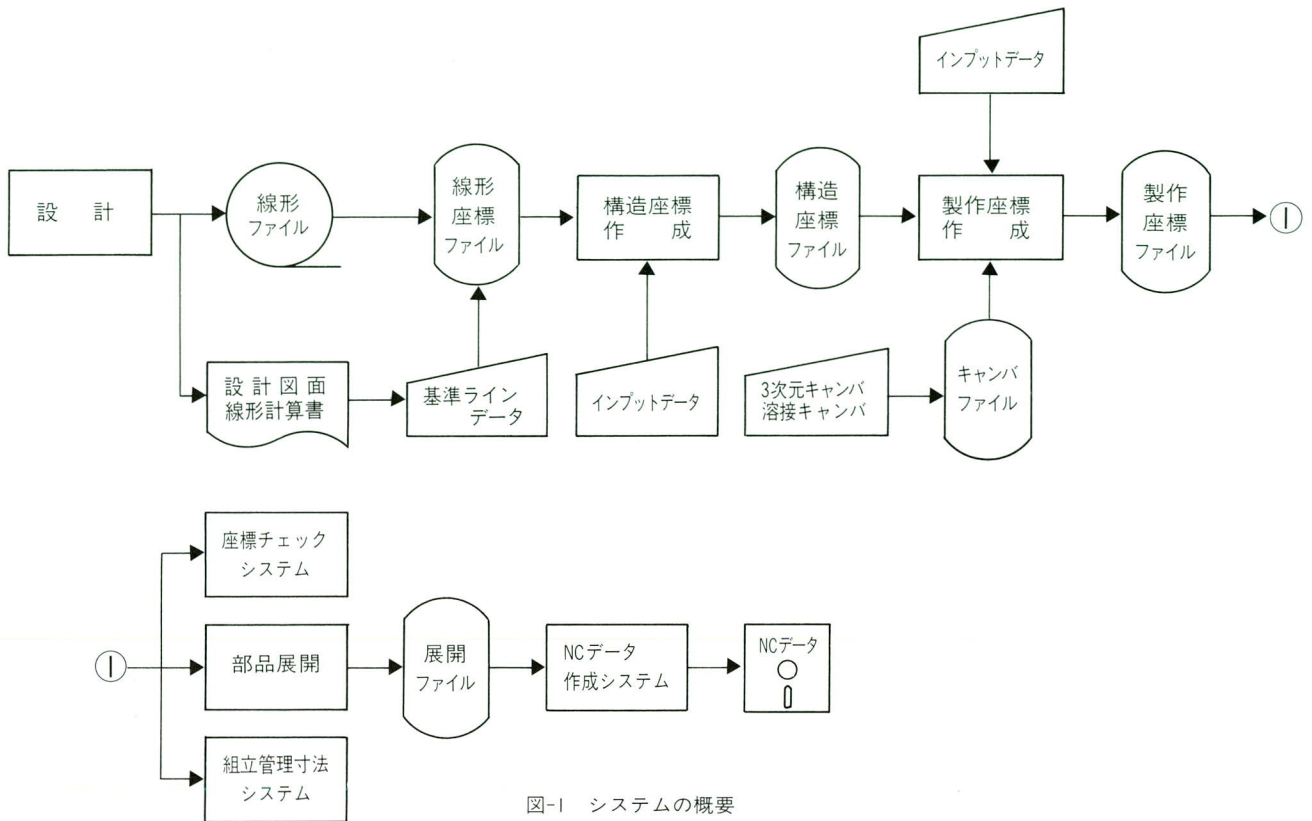 インプットデータ
設　計
線形
ファイル
線形
座標
ファイル
構造座標
作　　成
構造
座標
ファイル
製作座標
作　　成
製作
座標
ファイル
①
設計図面
線形計算書
基準ライン
データ
インプットデータ
3次元キャンバ
溶接キャンバ
キャンバ
ファイル
座標チェック
システム
①
部品展開
展開
ファイル
NCデータ
作成システム
NCデータ
組立管理寸法
システム
図-1　システムの概要